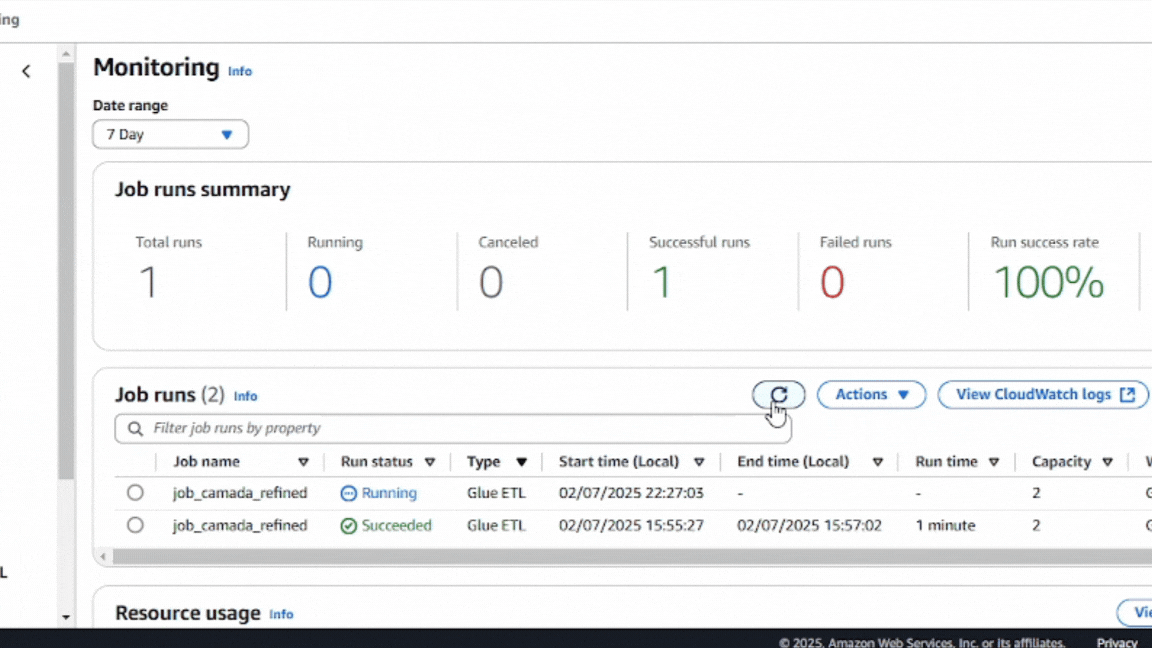 ing
Monitoring Info
Date range
7 Day
Job runs summary
Total runs Running Canceled Successful runs Failed runs Run success rate
1 0 0 1 0 100%
Job runs (2) Info Actions View CloudWatch logs
Filter job runs by property
Job name Run status Type Start time (Local) End time (Local) Run time Capacity W
job_camada_refined Running Glue ETL 02/07/2025 22:27:03 - - 2 G
job_camada_refined Succeeded Glue ETL 02/07/2025 15:55:27 02/07/2025 15:57:02 1 minute 2 G
L
Resource usage Info Vie
© 2025, Amazon Web Services, Inc. or its affiliates. Privacy